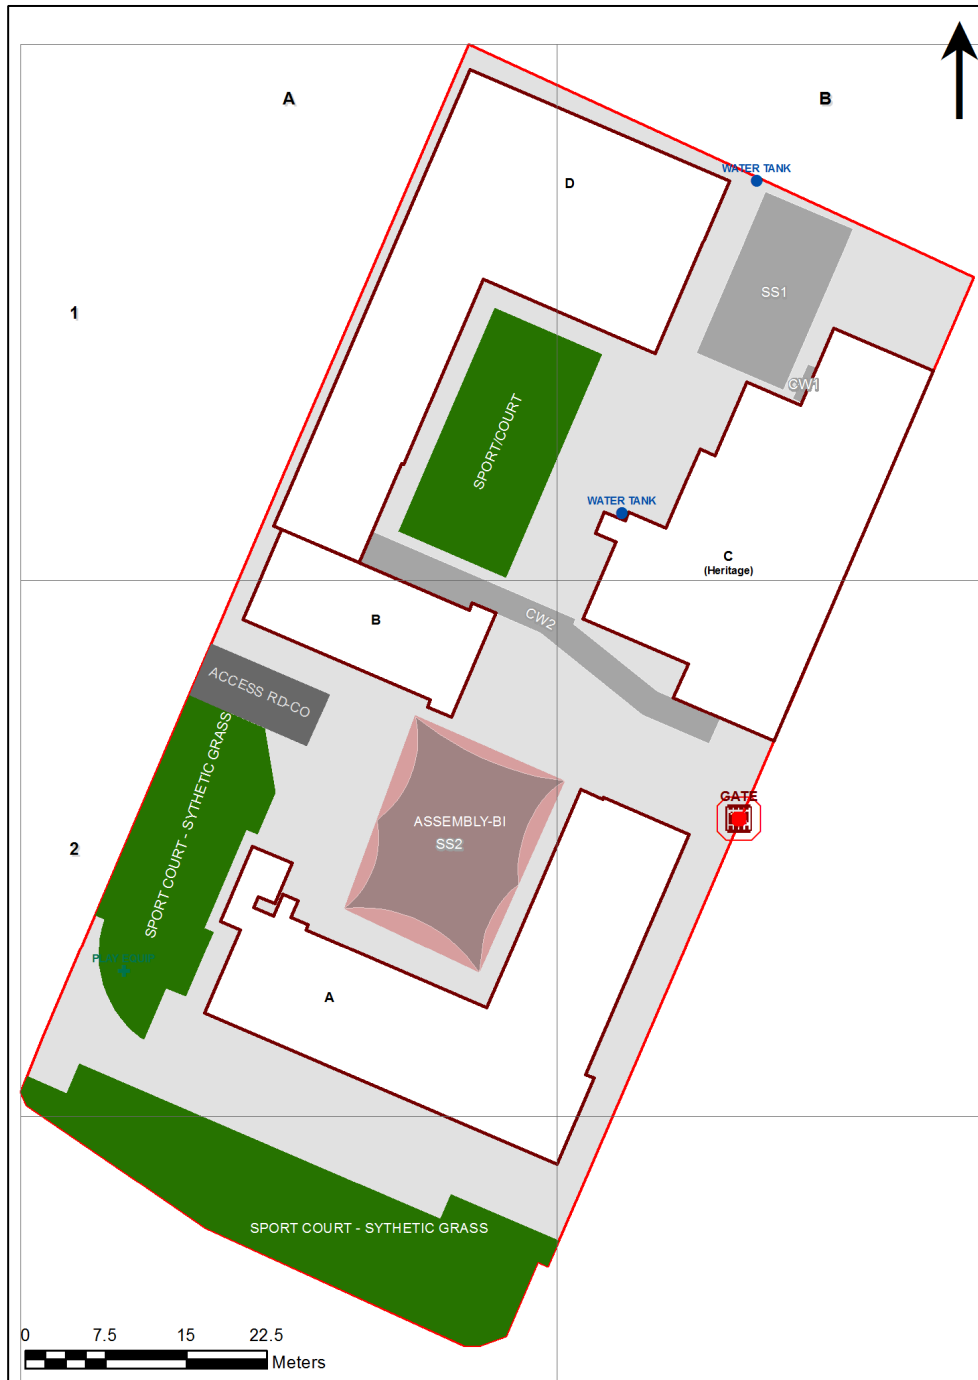 A
B
WATER TANK
D
SS1
1
CW1
SPORT/COURT
WATER TANK
C
(Heritage)
CW2
B
ACCESS RD-CO
GATE
ASSEMBLY-BI
SS2
2
SPORT COURT - SYTHETIC GRASS
A
SPORT COURT - SYTHETIC GRASS
0 7.5 15 22.5
Meters